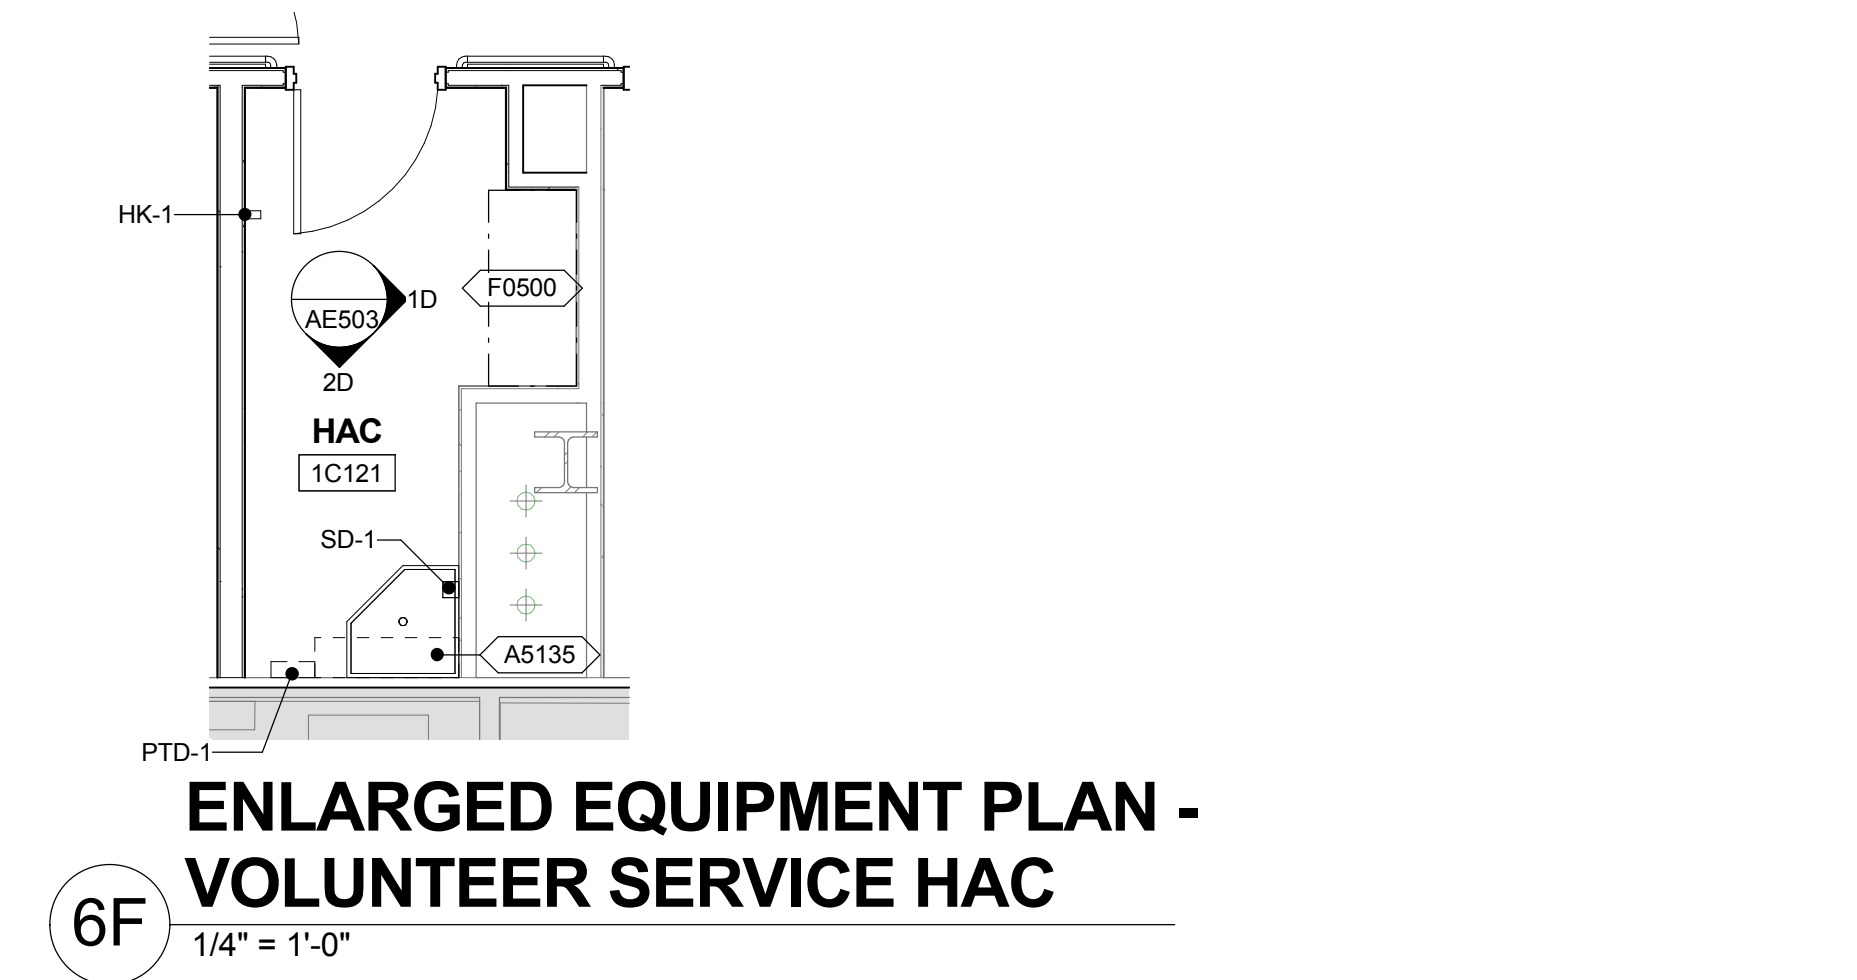 HK-1
F0500
1D
AE503
2D
HAC
1C121
SD-1
A5135
PTD-1
ENLARGED EQUIPMENT PLAN -
VOLUNTEER SERVICE HAC
6F
1/4" = 1'-0"